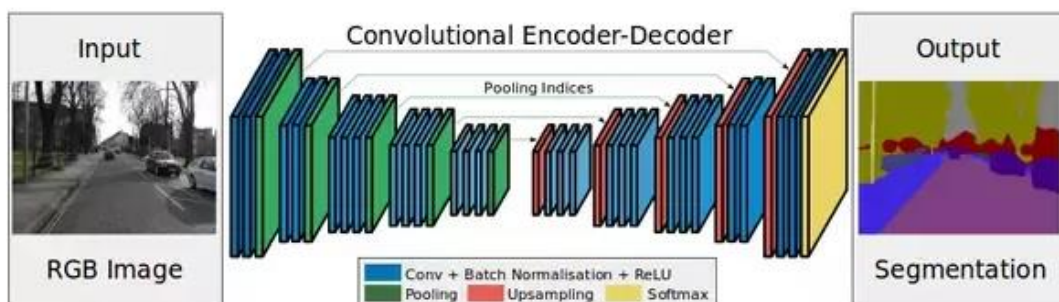 Input
RGB Image
Convolutional Encoder-Decoder
Pooling Indices
Conv + Batch Normalisation + ReLU
Pooling Upsampling Softmax
Output
Segmentation